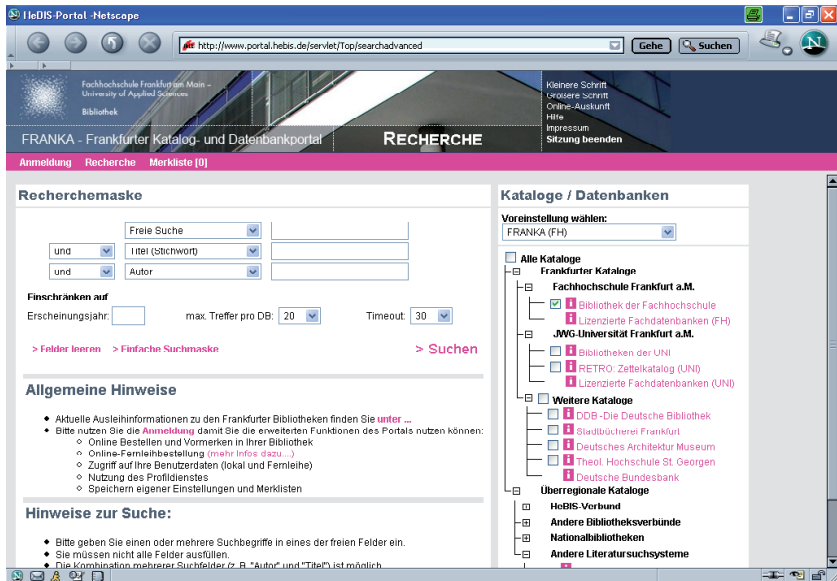 HeDIS-Portal -Netscape
http://www.portal.hebis.de/servlet/Top/searchadvanced
Gehe
Suchen
N
Fachhochschule Frankfurt am Main –
University of Applied Sciences
Bibliothek
FRANKA - Frankfurter Katalog- und Datenbankportal
RECHERCHE
Kleinere Schrift
Grössere Schrift
Online-Auskunft
Hilfe
Impressum
Sitzung beenden
Anmeldung Recherche Merkliste [0]
Recherchemaske
Freie Suche
und Titel (Stichwort)
und Autor
Einschränken auf
Erscheinungsjahr: max. Treffer pro DB: 20 Timeout: 30
> Felder leeren > Einfache Suchmaske > Suchen
Allgemeine Hinweise
Aktuelle Ausleihinformationen zu den Frankfurter Bibliotheken finden Sie unter ...
Bitte nutzen Sie die Anmeldung damit Sie die erweiterten Funktionen des Portals nutzen können:
Online Bestellen und Vormerken in Ihrer Bibliothek
Online-Fernleihbestellung (mehr Infos dazu....)
Zugriff auf Ihre Benutzerdaten (lokal und Fernleihe)
Nutzung des Profildienstes
Speichern eigener Einstellungen und Merklisten
Hinweise zur Suche:
Bitte geben Sie einen oder mehrere Suchbegriffe in eines der freien Felder ein.
Sie müssen nicht alle Felder ausfüllen.
Die Kombination mehrerer Suchfelder (z. B. "Autor" und "Titel") ist möglich
Kataloge / Datenbanken
Voreinstellung wählen:
FRANKA (FH)
Alle Kataloge
Frankfurter Kataloge
Fachhochschule Frankfurt a.M.
Bibliothek der Fachhochschule
Lizenzierte Fachdatenbanken (FH)
JWG-Universität Frankfurt a.M.
Bibliotheken der UNI
RETRO: Zettelkatalog (UNI)
Lizenzierte Fachdatenbanken (UNI)
Weitere Kataloge
DDB -Die Deutsche Bibliothek
Stadtbücherei Frankfurt
Deutsches Architektur Museum
Theol. Hochschule St. Georgen
Deutsche Bundesbank
Überregionale Kataloge
HeBIS-Verbund
Andere Bibliotheksverbünde
Nationalbibliotheken
Andere Literatursuchsysteme